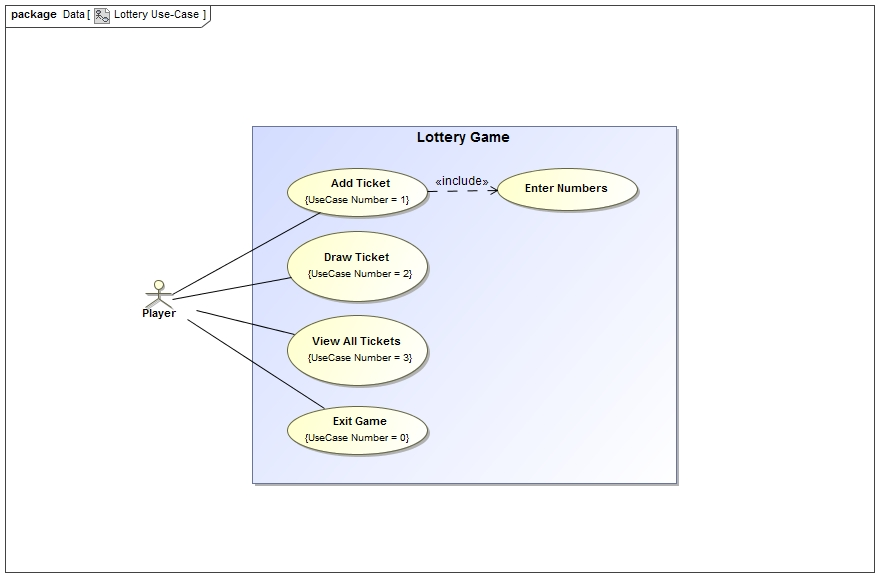 package Data [ Lottery Use-Case ]
Lottery Game
Add Ticket
{UseCase Number = 1}
«include»
Enter Numbers
Draw Ticket
{UseCase Number = 2}
Player
View All Tickets
{UseCase Number = 3}
Exit Game
{UseCase Number = 0}